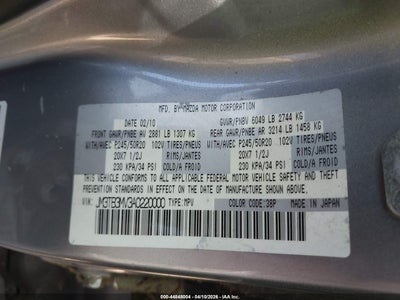 MFD. BY MAZDA MOTOR CORPORATION
DATE 02/10 GVWR/PNBV 6049 LB 2744 KG
FRONT GAWR/PNBE AV 2881 LB 1307 KG REAR GAWR/PNBE AR 3214 LB 1458 KG
WITH/AVEC P245/50R20 102V TIRES/PNEUS WITH/AVEC P245/50R20 102V TIRES/PNEUS
20X7 1/2J RIMS/JANTES 20X7 1/2J RIMS/JANTES
230 KPA/34 PSI COLD/A FROID 230 KPA/34 PSI COLD/A FROID
THIS VEHICLE CONFORMS TO ALL APPLICABLE FEDERAL MOTOR VEHICLE
SAFETY AND THEFT PREVENTION STANDARDS IN EFFECT ON THE DATE OF
MANUFACTURE SHOWN ABOVE.
VIN: TYPE: MPV COLOR CODE: 38P MADE IN JAPAN
000-44848004 | 04/10/2026 -